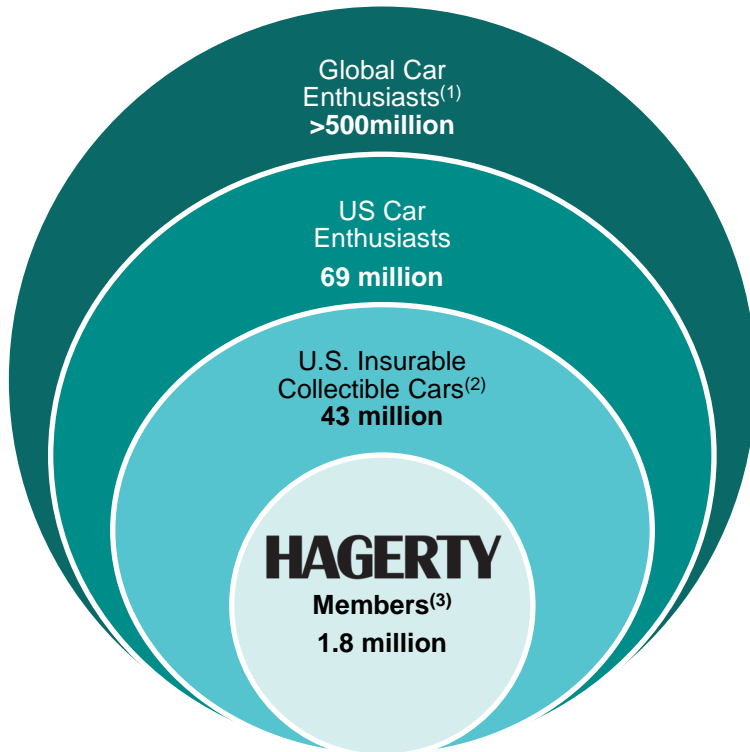 Global Car
Enthusiasts(1)
>500million
US Car
Enthusiasts
69 million
U.S. Insurable
Collectible Cars(2)
43 million
HAGERTY
Members(3)
1.8 million